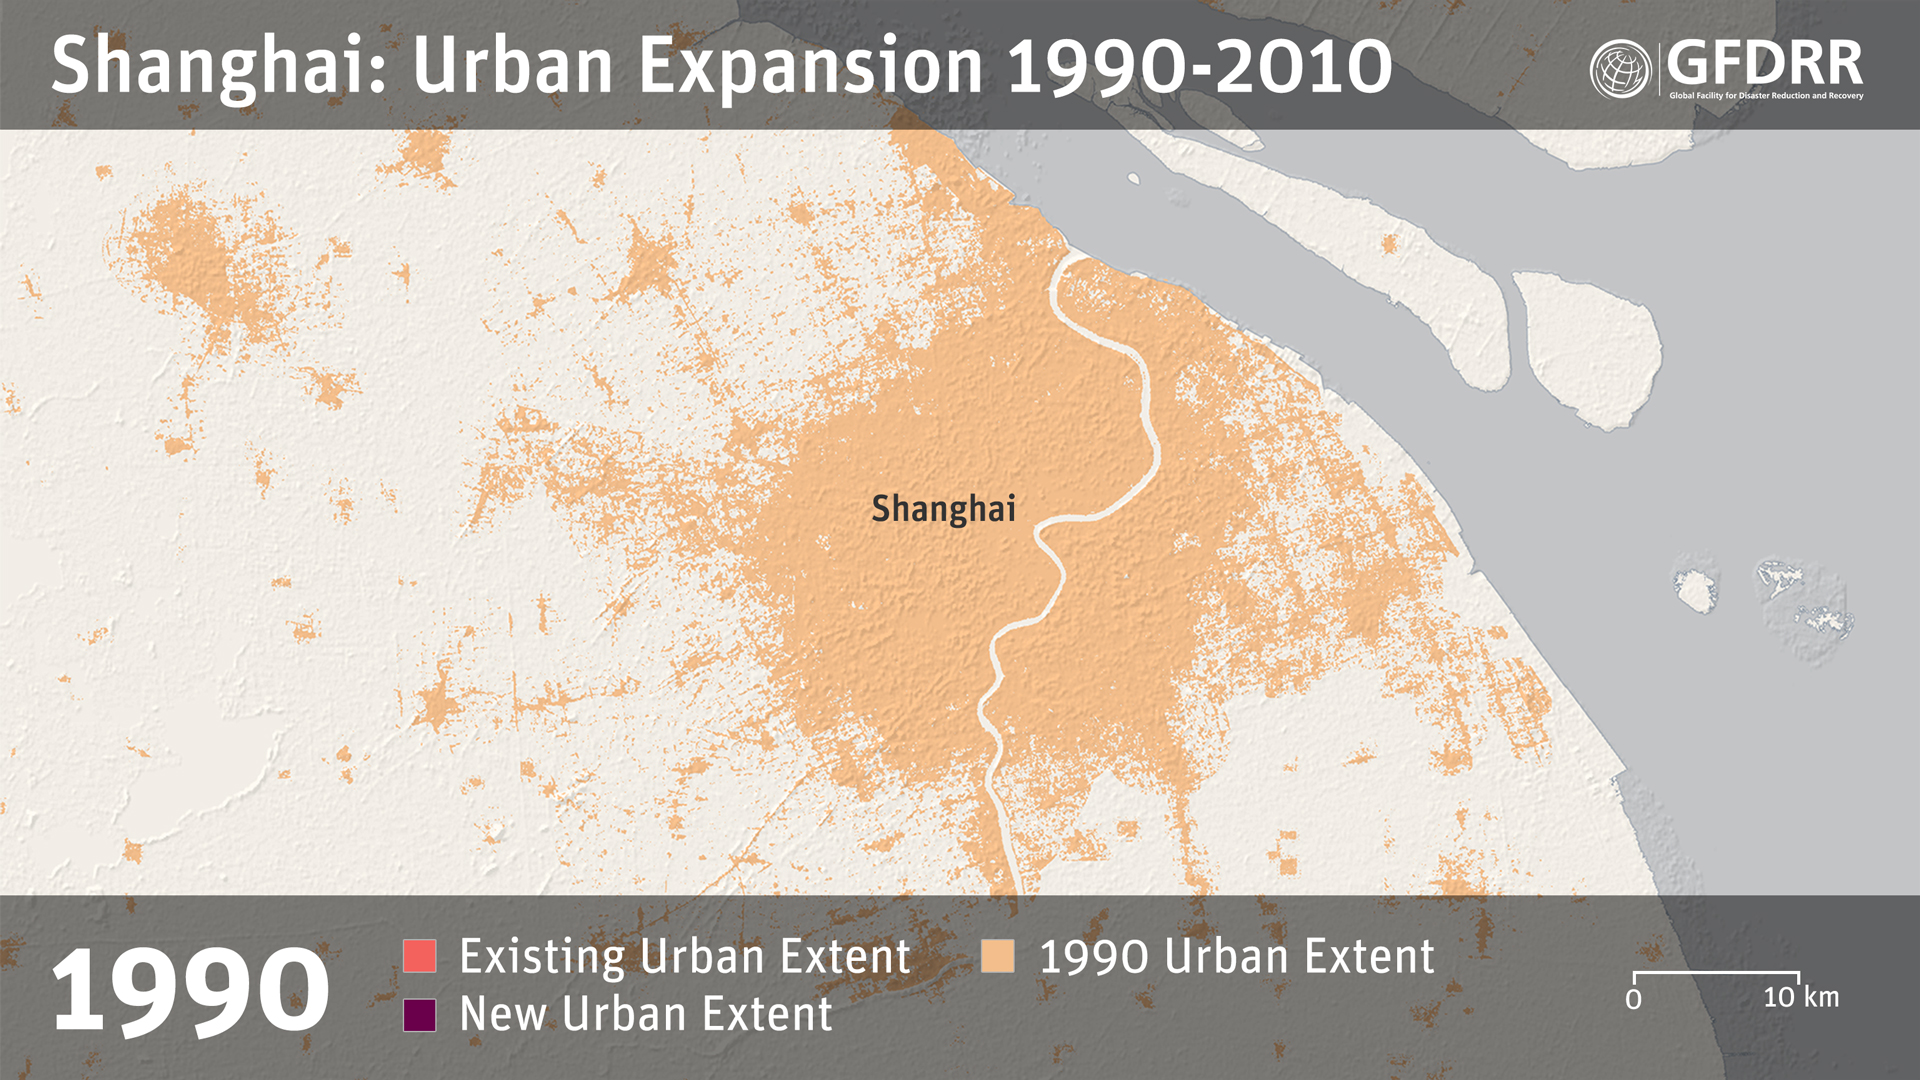 Shanghai: Urban Expansion 1990-2010
GFDRR
Global Facility for Disaster Reduction and Recovery
Shanghai
1990
Existing Urban Extent
1990 Urban Extent
New Urban Extent
0
10 km